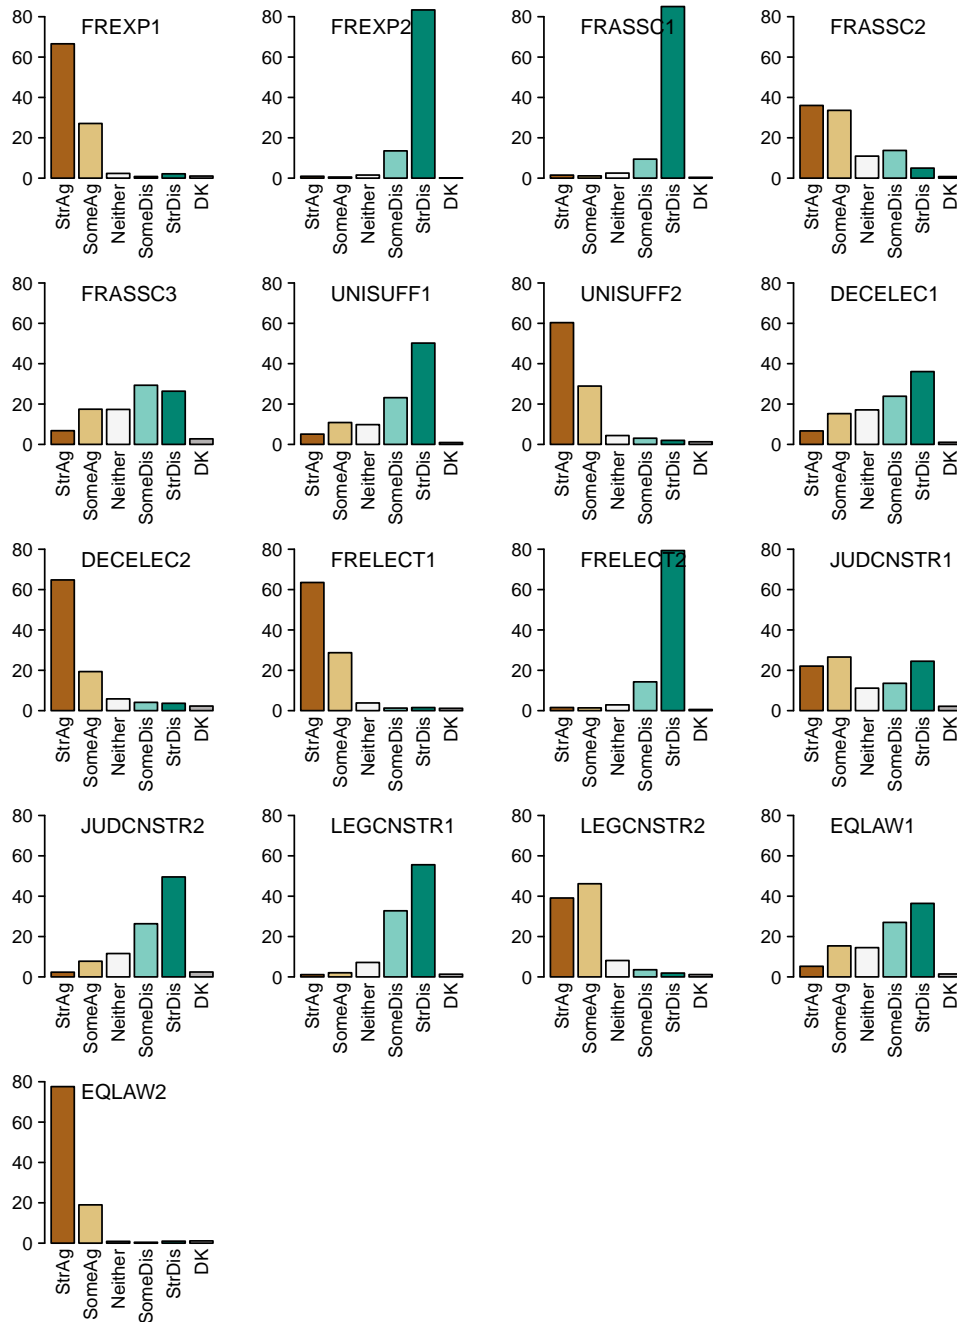 80
60
40
20
0
FREXP1
StrAg
SomeAg
Neither
SomeDis
StrDis
DK
80
60
40
20
0
FREXP2
StrAg
SomeAg
Neither
SomeDis
StrDis
DK
80
60
40
20
0
FRASSC1
StrAg
SomeAg
Neither
SomeDis
StrDis
DK
80
60
40
20
0
FRASSC2
StrAg
SomeAg
Neither
SomeDis
StrDis
DK
80
60
40
20
0
FRASSC3
StrAg
SomeAg
Neither
SomeDis
StrDis
DK
80
60
40
20
0
UNISUFF1
StrAg
SomeAg
Neither
SomeDis
StrDis
DK
80
60
40
20
0
UNISUFF2
StrAg
SomeAg
Neither
SomeDis
StrDis
DK
80
60
40
20
0
DECELEC1
StrAg
SomeAg
Neither
SomeDis
StrDis
DK
80
60
40
20
0
DECELEC2
StrAg
SomeAg
Neither
SomeDis
StrDis
DK
80
60
40
20
0
FRELECT1
StrAg
SomeAg
Neither
SomeDis
StrDis
DK
80
60
40
20
0
FRELECT2
StrAg
SomeAg
Neither
SomeDis
StrDis
DK
80
60
40
20
0
JUDCNSTR1
StrAg
SomeAg
Neither
SomeDis
StrDis
DK
80
60
40
20
0
JUDCNSTR2
StrAg
SomeAg
Neither
SomeDis
StrDis
DK
80
60
40
20
0
LEGCNSTR1
StrAg
SomeAg
Neither
SomeDis
StrDis
DK
80
60
40
20
0
LEGCNSTR2
StrAg
SomeAg
Neither
SomeDis
StrDis
DK
80
60
40
20
0
EQLAW1
StrAg
SomeAg
Neither
SomeDis
StrDis
DK
80
60
40
20
0
EQLAW2
StrAg
SomeAg
Neither
SomeDis
StrDis
DK